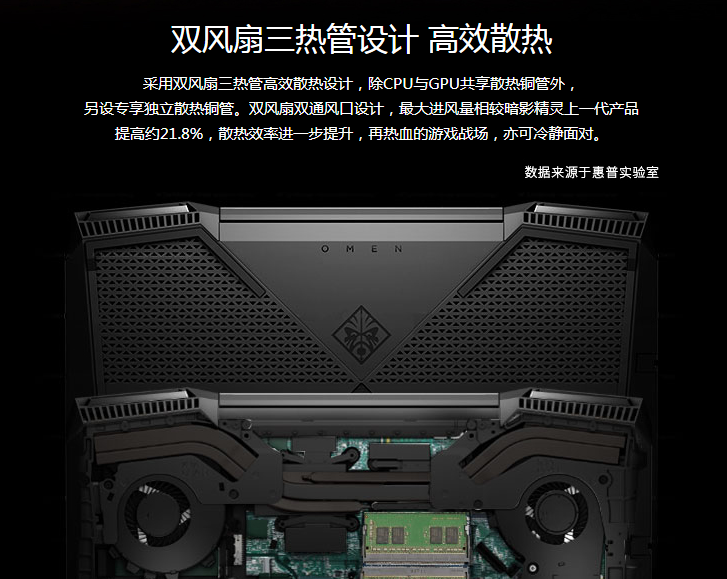 双风扇三热管设计 高效散热
采用双风扇三热管高效散热设计，除CPU与GPU共享散热铜管外，
另设专享独立散热铜管。双风扇双通风口设计，最大进风量相较暗影精灵上一代产品
提高约21.8%，散热效率进一步提升，再热血的游戏战场，亦可冷静面对。
数据来源于惠普实验室
OMEN